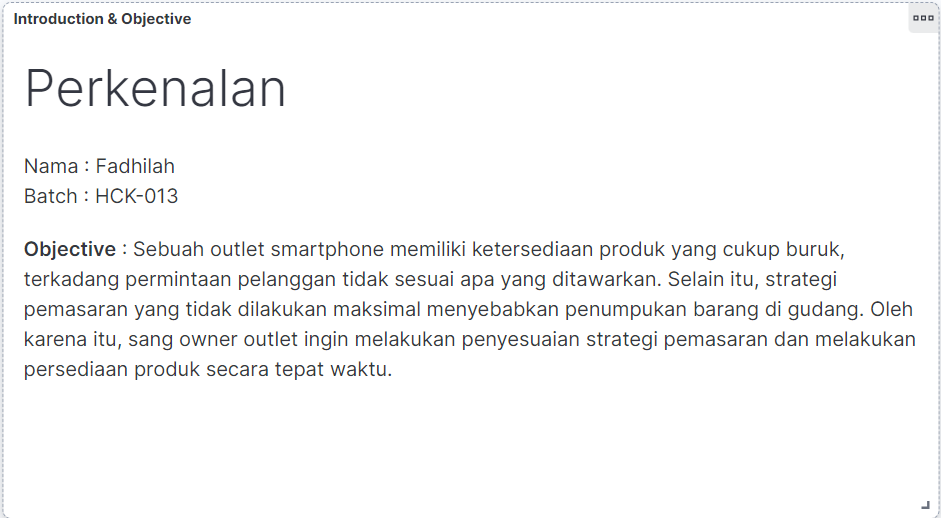 Introduction & Objective
Perkenalan
Nama : Fadhilah
Batch : HCK-013
Objective : Sebuah outlet smartphone memiliki ketersediaan produk yang cukup buruk,
terkadang permintaan pelanggan tidak sesuai apa yang ditawarkan. Selain itu, strategi
pemasaran yang tidak dilakukan maksimal menyebabkan penumpukan barang di gudang. Oleh
karena itu, sang owner outlet ingin melakukan penyesuaian strategi pemasaran dan melakukan
persediaan produk secara tepat waktu.